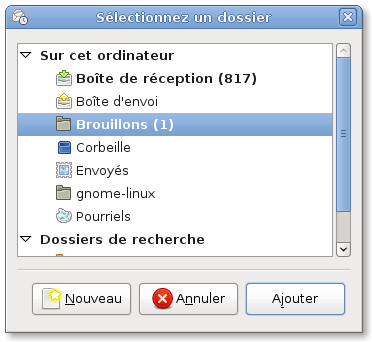 Sélectionnez un dossier
Sur cet ordinateur
Boîte de réception (817)
Boîte d'envoi
Brouillons (1)
Corbeille
Envoyés
gnome-linux
Pourriels
Dossiers de recherche
Nouveau
Annuler
Ajouter